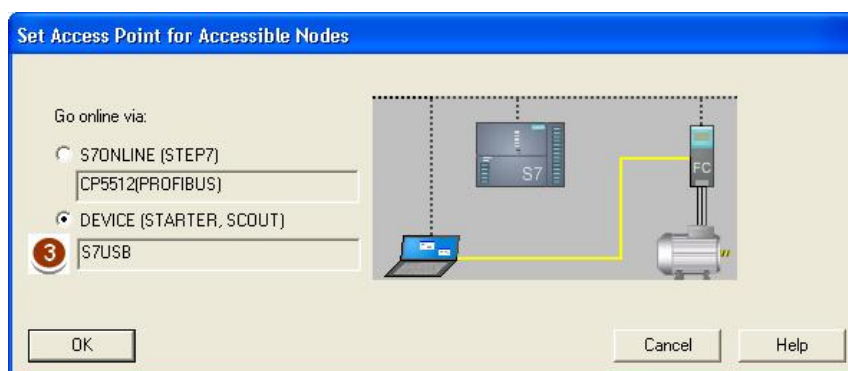 Set Access Point for Accessible Nodes
Go online via:
S7ONLINE (STEP7)
CP5512(PROFIBUS)
DEVICE (STARTER, SCOUT)
3
S7USB
S7
FC
OK
Cancel
Help